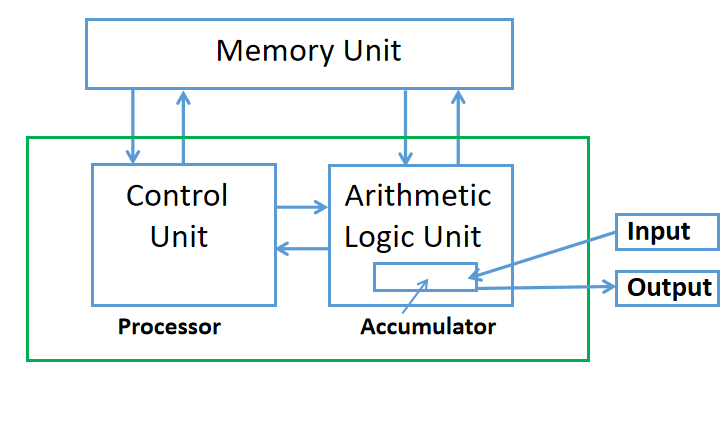 Memory Unit
Control
Unit
Arithmetic
Logic Unit
Input
Output
Processor
Accumulator